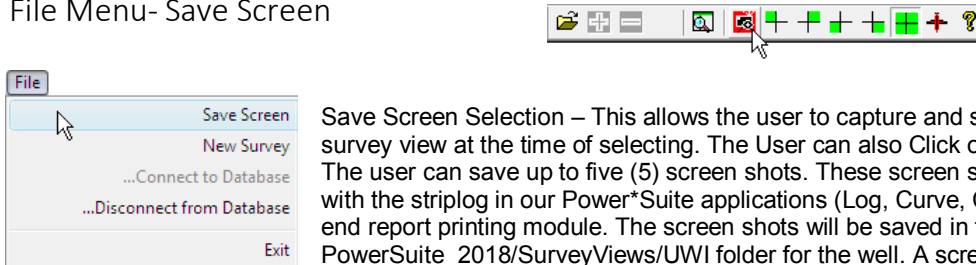 File Menu- Save Screen
File
Save Screen
New Survey
...Connect to Database
...Disconnect from Database
Exit
Save Screen Selection – This allows the user to capture and
survey view at the time of selecting. The User can also Click
The user can save up to five (5) screen shots. These screen
with the striplog in our Power*Suite applications (Log, Curve,
end report printing module. The screen shots will be saved in
PowerSuite_2018/SurveyViews/UWI folder for the well. A